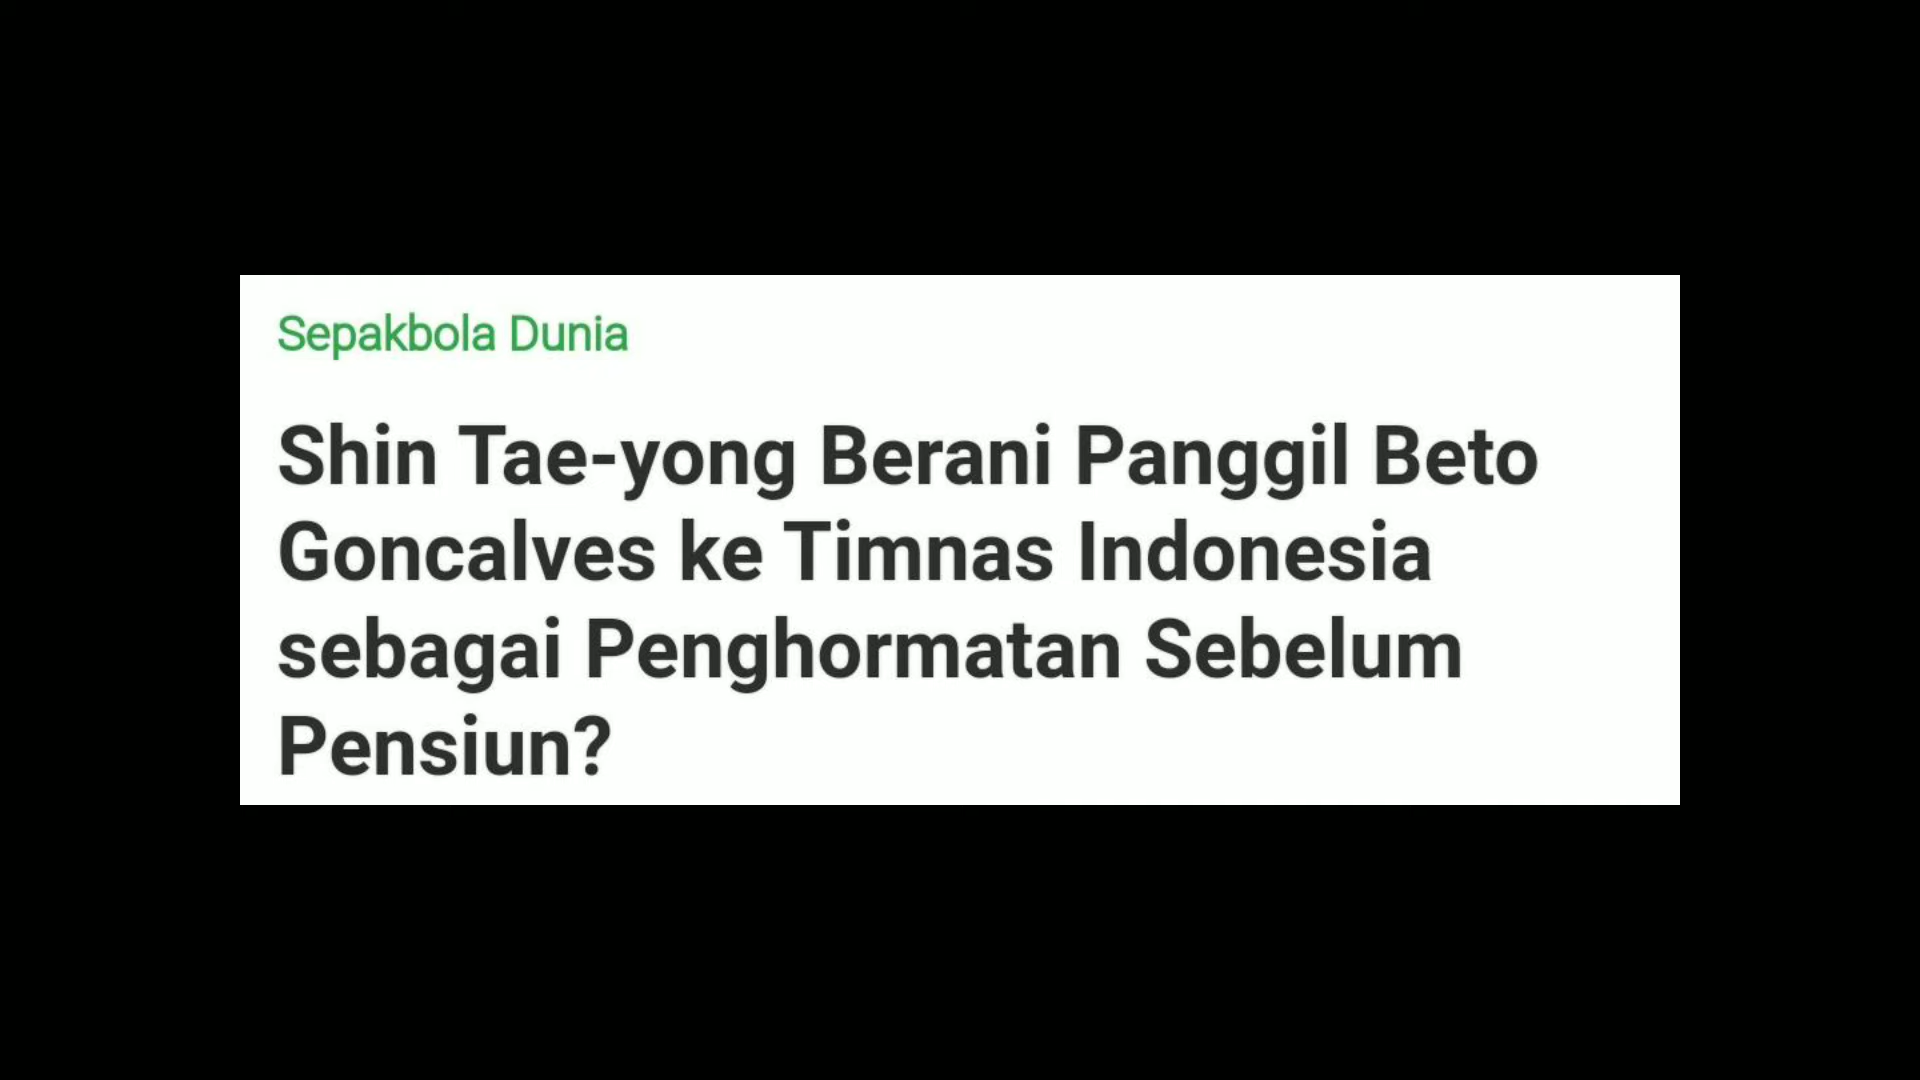 Sepakbola Dunia
Shin Tae-yong Berani Panggil Beto
Goncalves ke Timnas Indonesia
sebagai Penghormatan Sebelum
Pensiun?